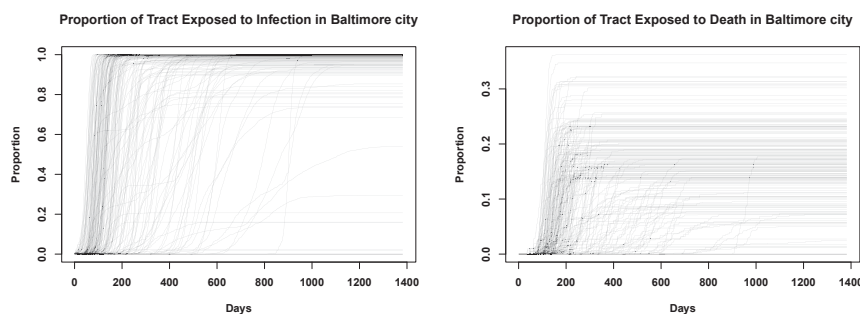 Proportion of Tract Exposed to Infection in Baltimore city
Proportion
1.0
0.8
0.6
0.4
0.2
0.0
0 200 400 600 800 1000 1200 1400
Days
Proportion of Tract Exposed to Death in Baltimore city
Proportion
0.3
0.2
0.1
0.0
0 200 400 600 800 1000 1200 1400
Days